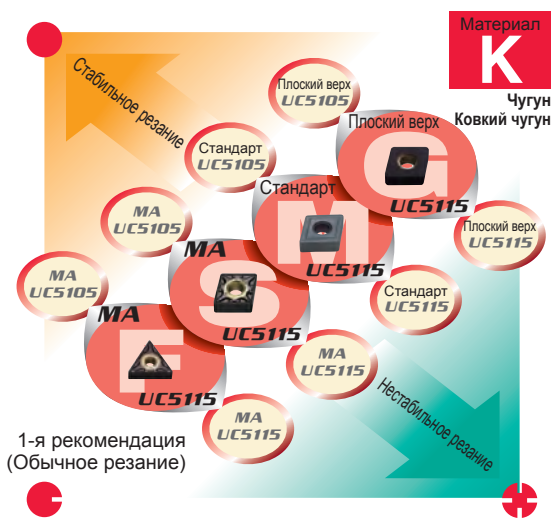 Материал
K
Чугун
Ковкий чугун
Стабильное резание
Плоский верх
UC5105
Плоский верх
G
UC5115
Стандарт
UC5105
Стандарт
M
UC5115
Плоский верх
UC5115
MA
UC5105
MA
S
UC5115
Стандарт
UC5115
MA
UC5105
MA
F
UC5115
MA
UC5115
MA
UC5115
Нестабильное резание
1-я рекомендация
(Обычное резание)